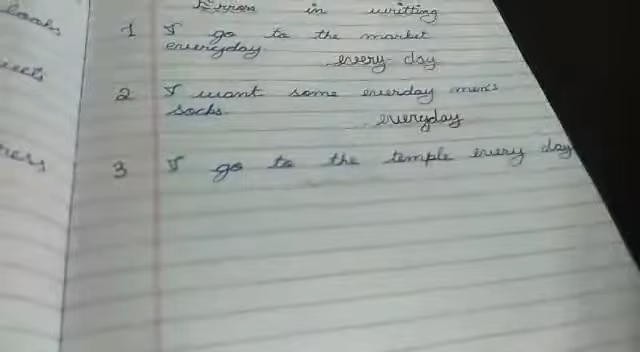 Errors in writting
1 I go to the market
everyday.
every day
2 I want some everday men's
socks.
everyday
3 I go to the temple every day